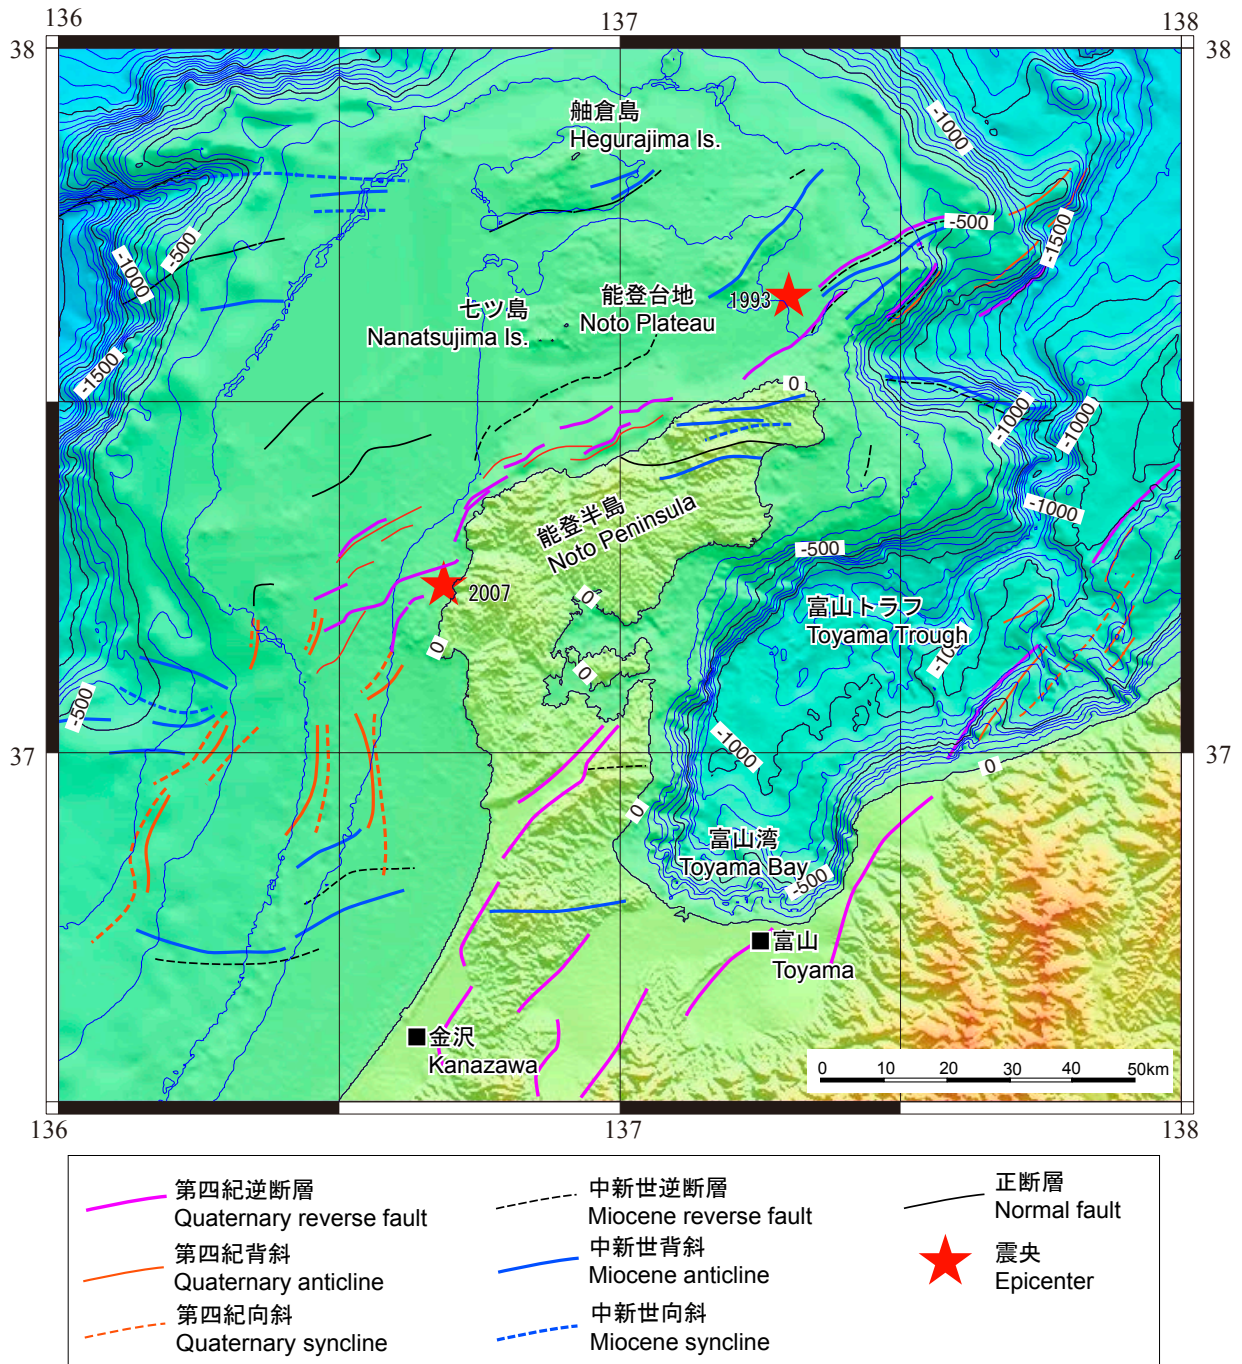 136
137
138
38
38
舳倉島
Hegurajima Is.
-1000
-500
-1500
-500
-1000
能登台地
Noto Plateau
1993
七ツ島
Nanatsujima Is.
-1500
0
-1000
-1000
-1000
能登半島
Noto Peninsula
-500
2007
0
富山トラフ
Toyama Trough
0
-1000
0
-500
37
-1000
37
0
0
富山湾
Toyama Bay
-500
富山
Toyama
金沢
Kanazawa
0 10 20 30 40 50km
136
137
138
第四紀逆断層
Quaternary reverse fault
中新世逆断層
Miocene reverse fault
正断層
Normal fault
第四紀背斜
Quaternary anticline
中新世背斜
Miocene anticline
震央
Epicenter
第四紀向斜
Quaternary syncline
中新世向斜
Miocene syncline